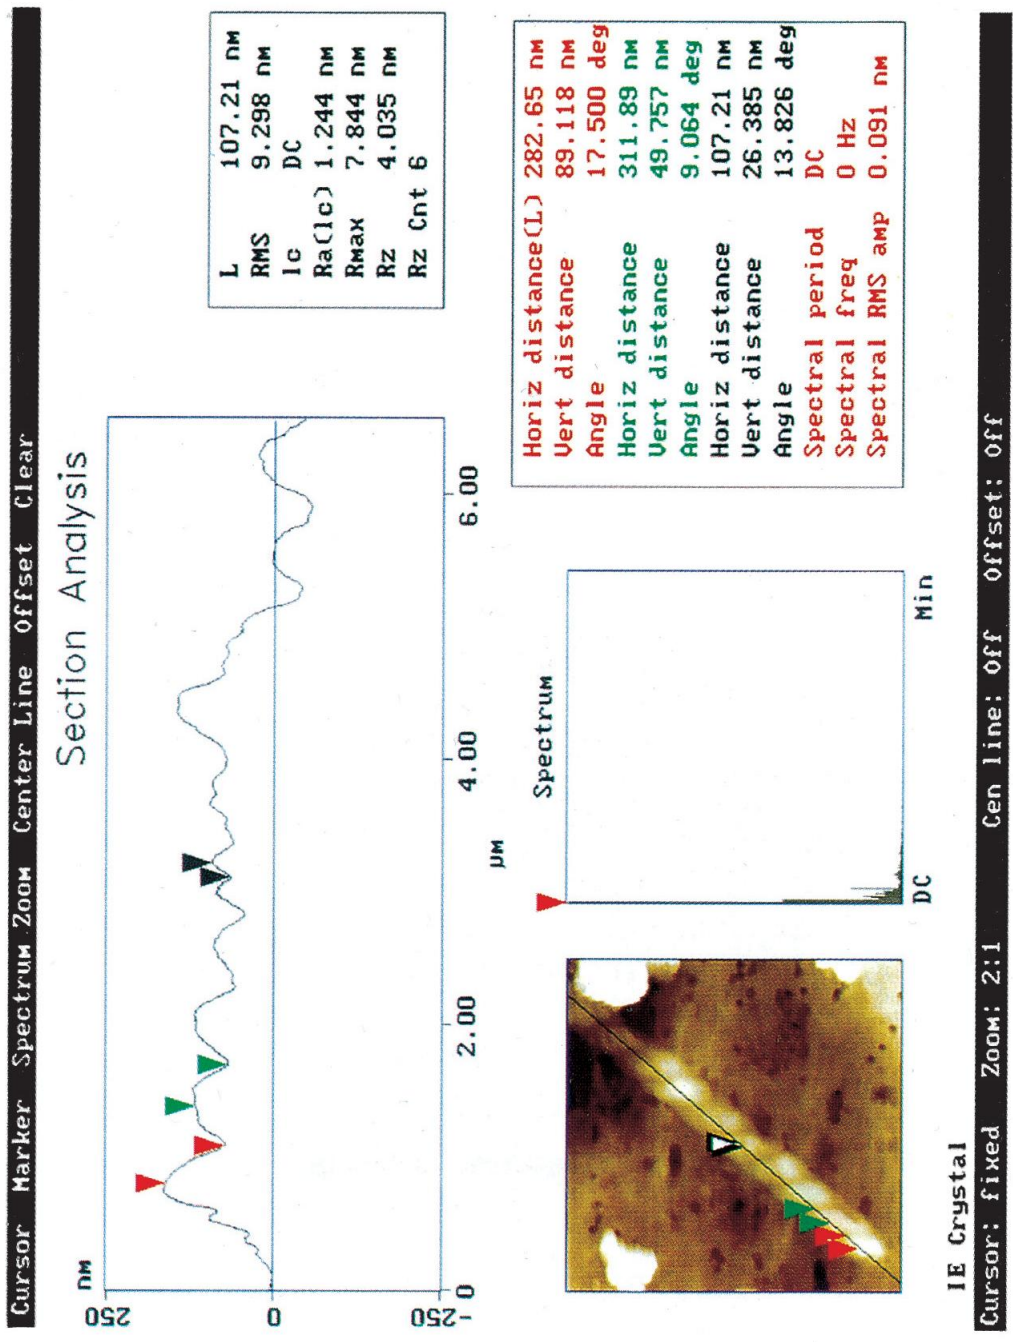 Cursor Marker Spectrum Zoom Center Line Offset Clear
Section Analysis
nm
250
0
-250
0
2.00
4.00
6.00
µm
L 107.21 nm
RMS 9.298 nm
lc DC
Ra(lc) 1.244 nm
Rmax 7.844 nm
Rz 4.035 nm
Rz Cnt 6
Spectrum
DC
Min
Horiz distance(L) 282.65 nm
Vert distance 89.118 nm
Angle 17.500 deg
Horiz distance 311.89 nm
Vert distance 49.757 nm
Angle 9.064 deg
Horiz distance 107.21 nm
Vert distance 26.385 nm
Angle 13.826 deg
Spectral period DC
Spectral freq 0 Hz
Spectral RMS amp 0.091 nm
IE Crystal
Cursor: fixed Zoom: 2:1 Cen line: Off Offset: Off